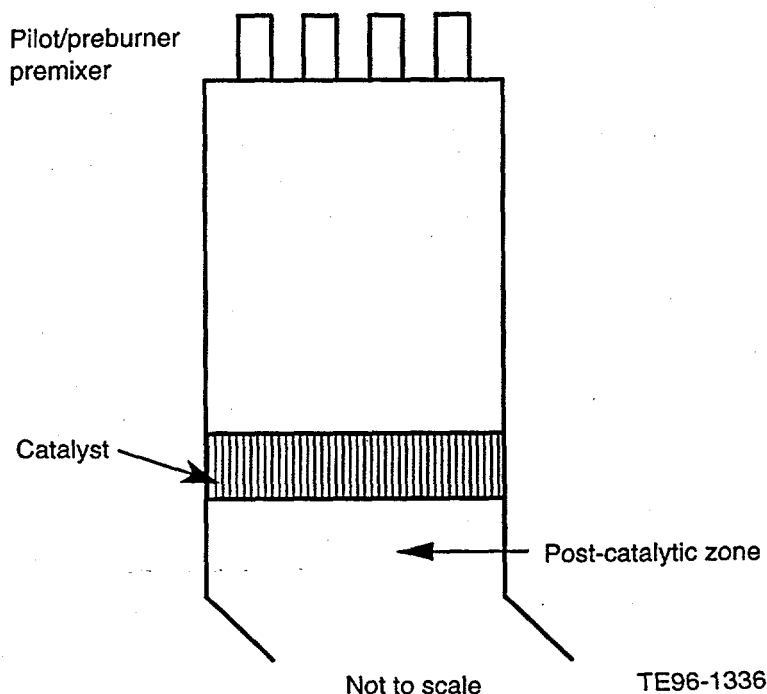 Pilot/preburner
premixer
Catalyst
Post-catalytic zone
Not to scale
TE96-1336